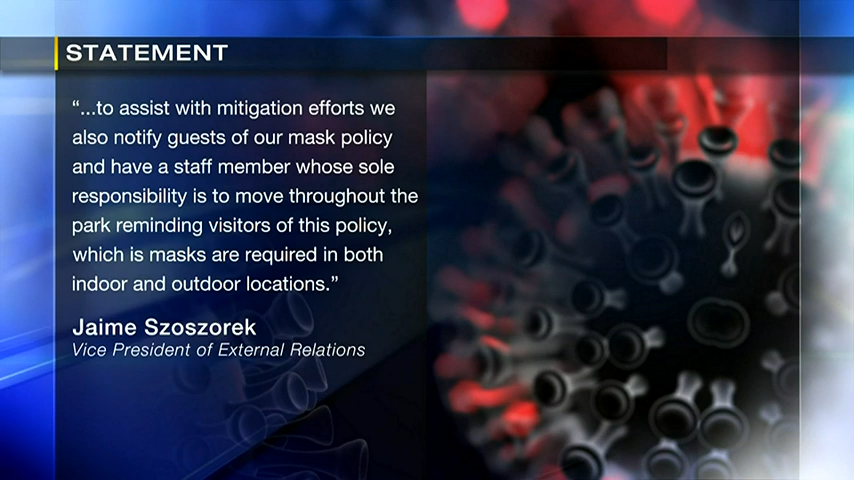 STATEMENT
“...to assist with mitigation efforts we
also notify guests of our mask policy
and have a staff member whose sole
responsibility is to move throughout the
park reminding visitors of this policy,
which is masks are required in both
indoor and outdoor locations.”
Jaime Szoszorek
Vice President of External Relations